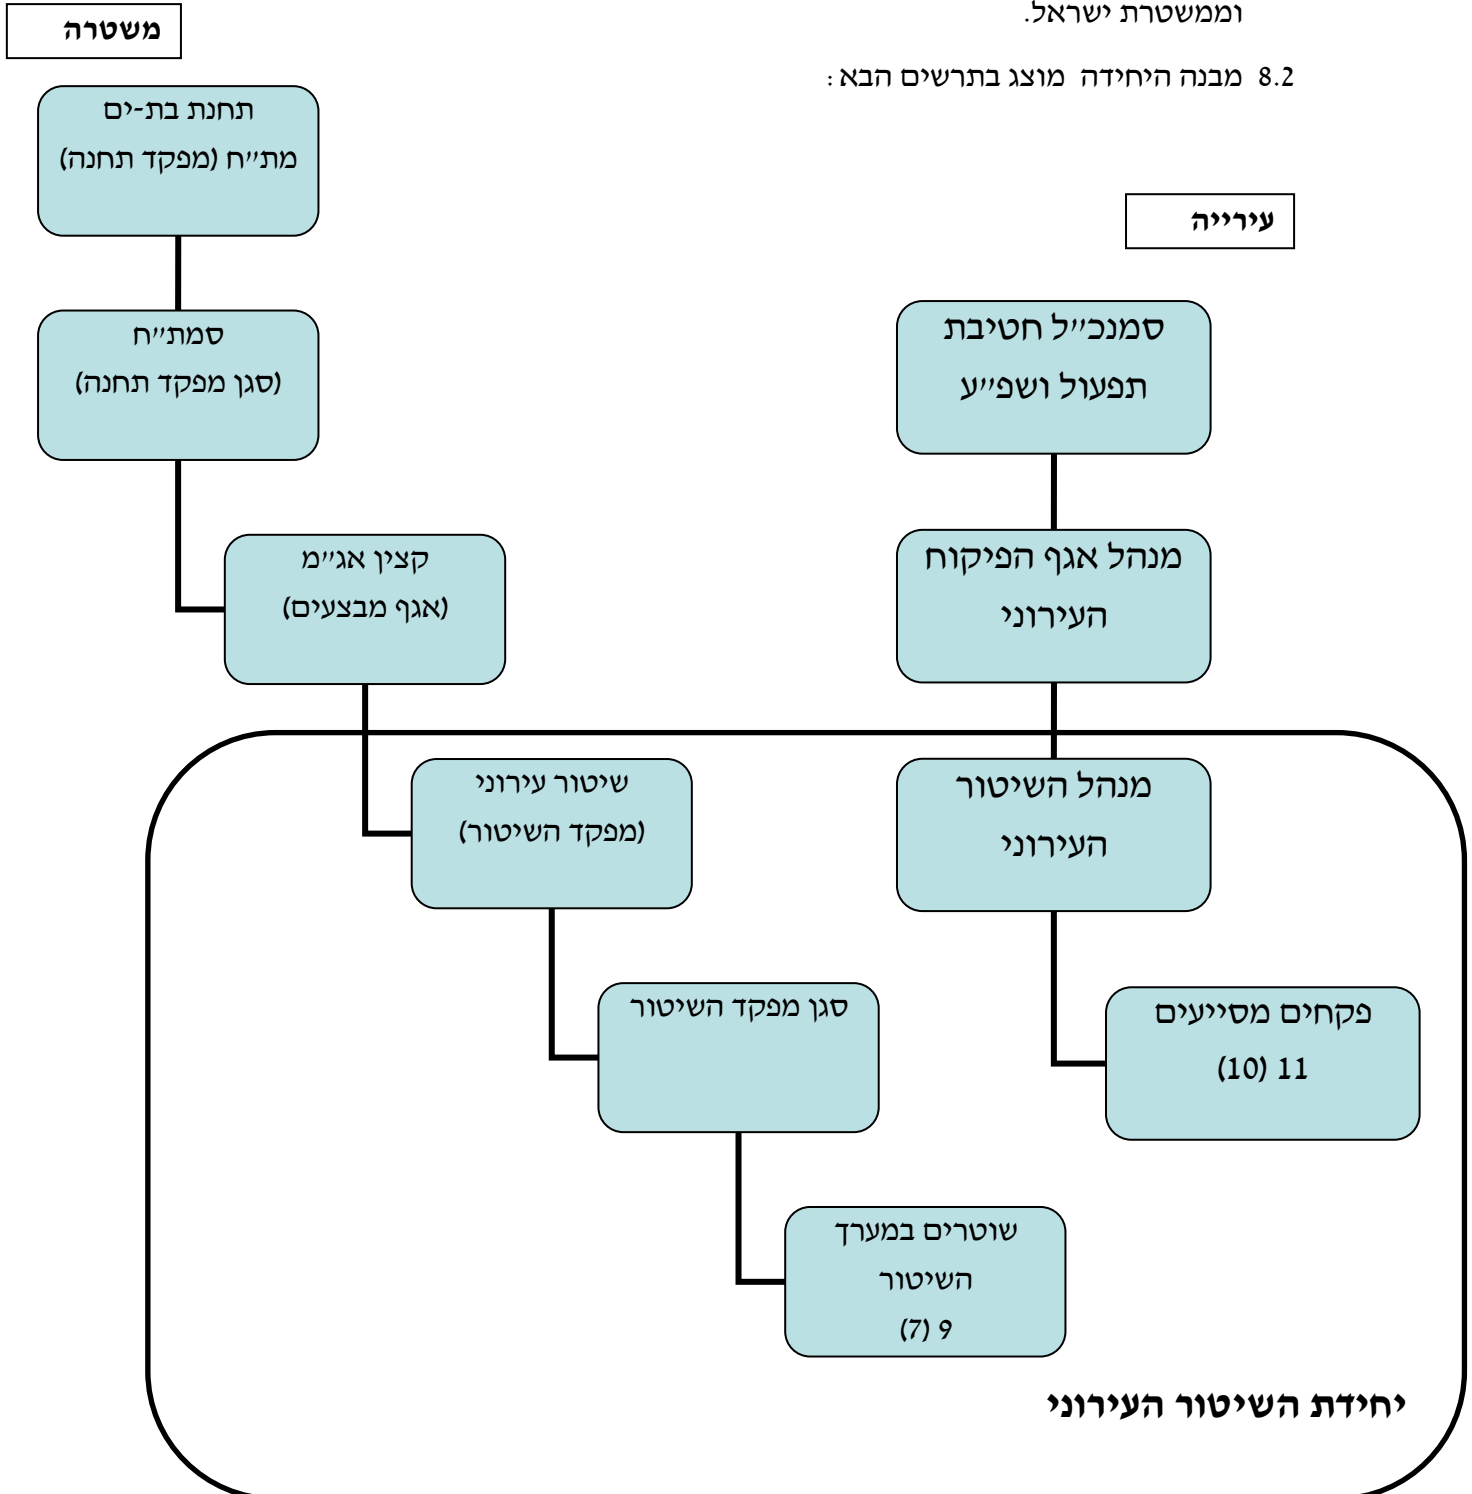 וממשטרת ישראל.
8.2 מבנה היחידה מוצג בתרשים הבא:
משטרה
תחנת בת-ים
מת״ח (מפקד תחנה)
סמת״ח
(סגן מפקד תחנה)
קצין אג״מ
(אגף מבצעים)
שיטור עירוני
(מפקד השיטור)
סגן מפקד השיטור
שוטרים במערך
השיטור
9 (7)
עירייה
סמנכ״ל חטיבת
תפעול ושפ״ע
מנהל אגף הפיקוח
העירוני
מנהל השיטור
העירוני
פקחים מסייעים
11 (10)
יחידת השיטור העירוני